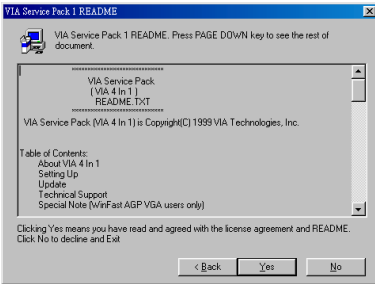 VIA Service Pack 1 README
VIA Service Pack 1 README. Press PAGE DOWN key to see the rest of
document.
VIA Service Pack
( VIA 4 In 1 )
README.TXT
VIA Service Pack (VIA 4 In 1) is Copyright(C) 1999 VIA Technologies, Inc.
Table of Contents:
About VIA 4 In 1
Setting Up
Update
Technical Support
Special Note (WinFast AGP VGA users only)
Clicking Yes means you have read and agreed with the license agreement and README.
Click No to decline and Exit
< Back
Yes
No